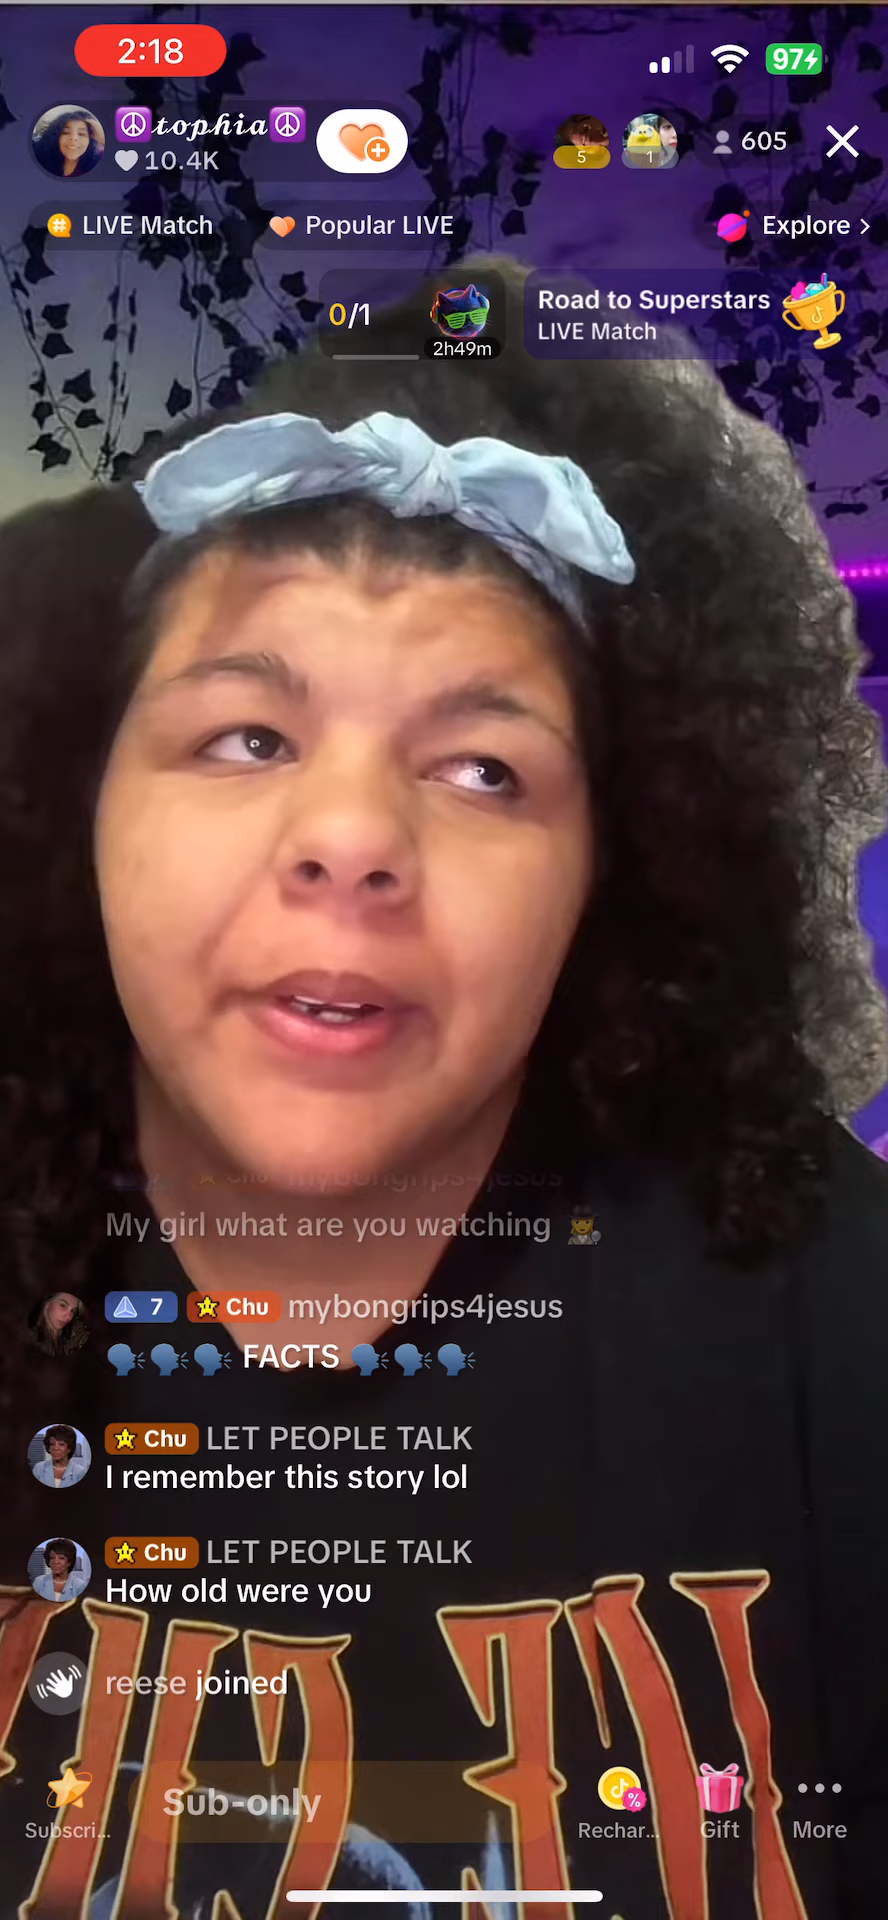 2:18
97
tophia
10.4K
5
1
605
LIVE Match
Popular LIVE
Explore >
0/1
2h49m
Road to Superstars
LIVE Match
mybongrips4jesus
My girl what are you watching
7 Chu mybongrips4jesus
FACTS
Chu LET PEOPLE TALK
I remember this story lol
Chu LET PEOPLE TALK
How old were you
reese joined
Sub-only
Subscri...
Rechar...
Gift
More